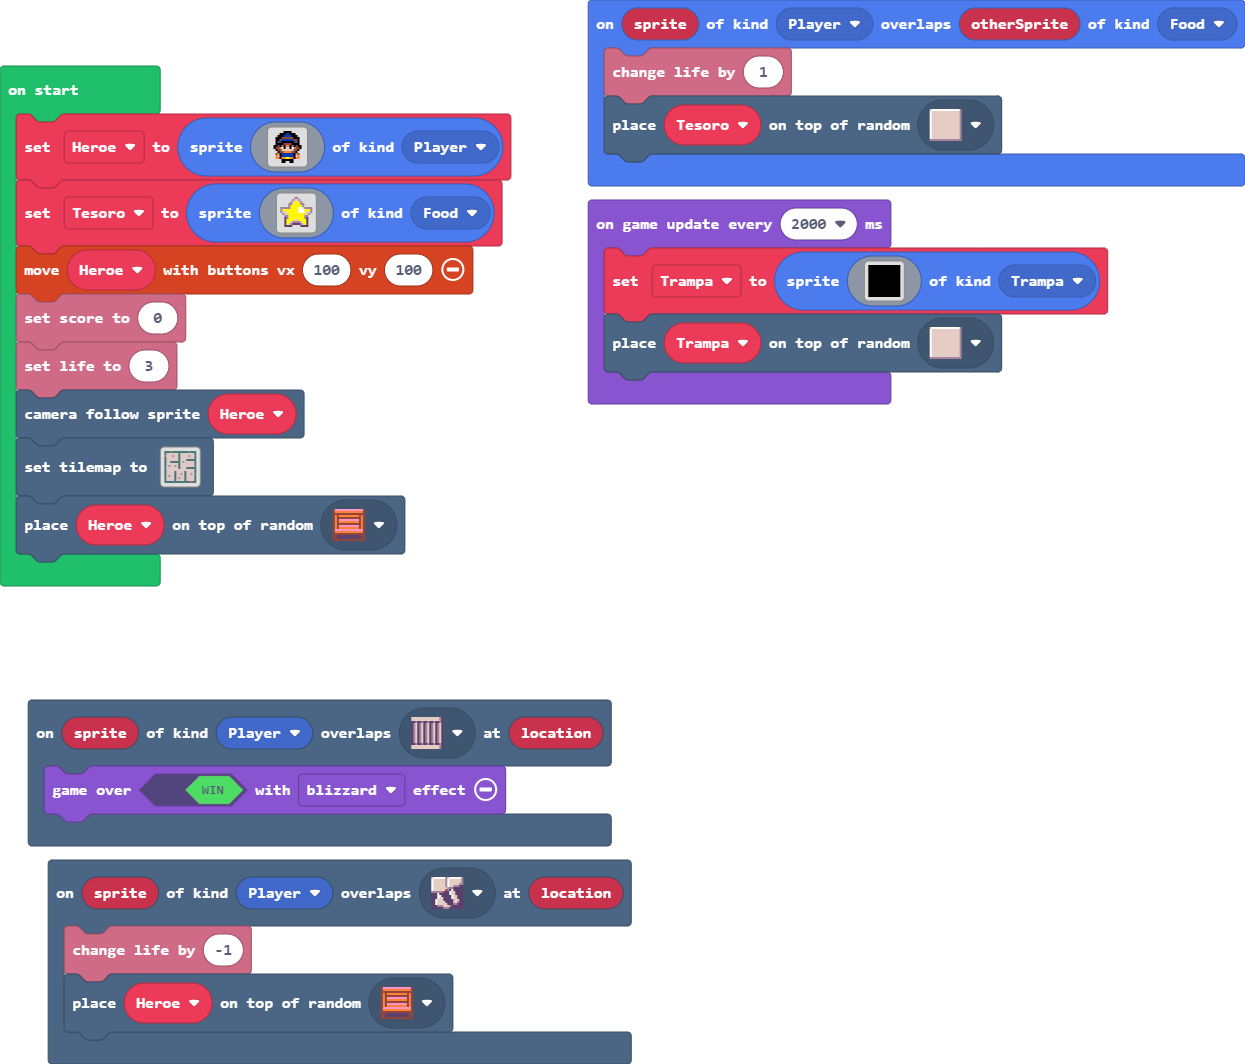 on start
set Heroe to sprite of kind Player
set Tesoro to sprite of kind Food
move Heroe with buttons vx 100 vy 100
set score to 0
set life to 3
camera follow sprite Heroe
set tilemap to
place Heroe on top of random
on sprite of kind Player overlaps otherSprite of kind Food
change life by 1
place Tesoro on top of random
on game update every 2000 ms
set Trampa to sprite of kind Trampa
place Trampa on top of random
on sprite of kind Player overlaps at location
game over WIN with blizzard effect
on sprite of kind Player overlaps at location
change life by -1
place Heroe on top of random